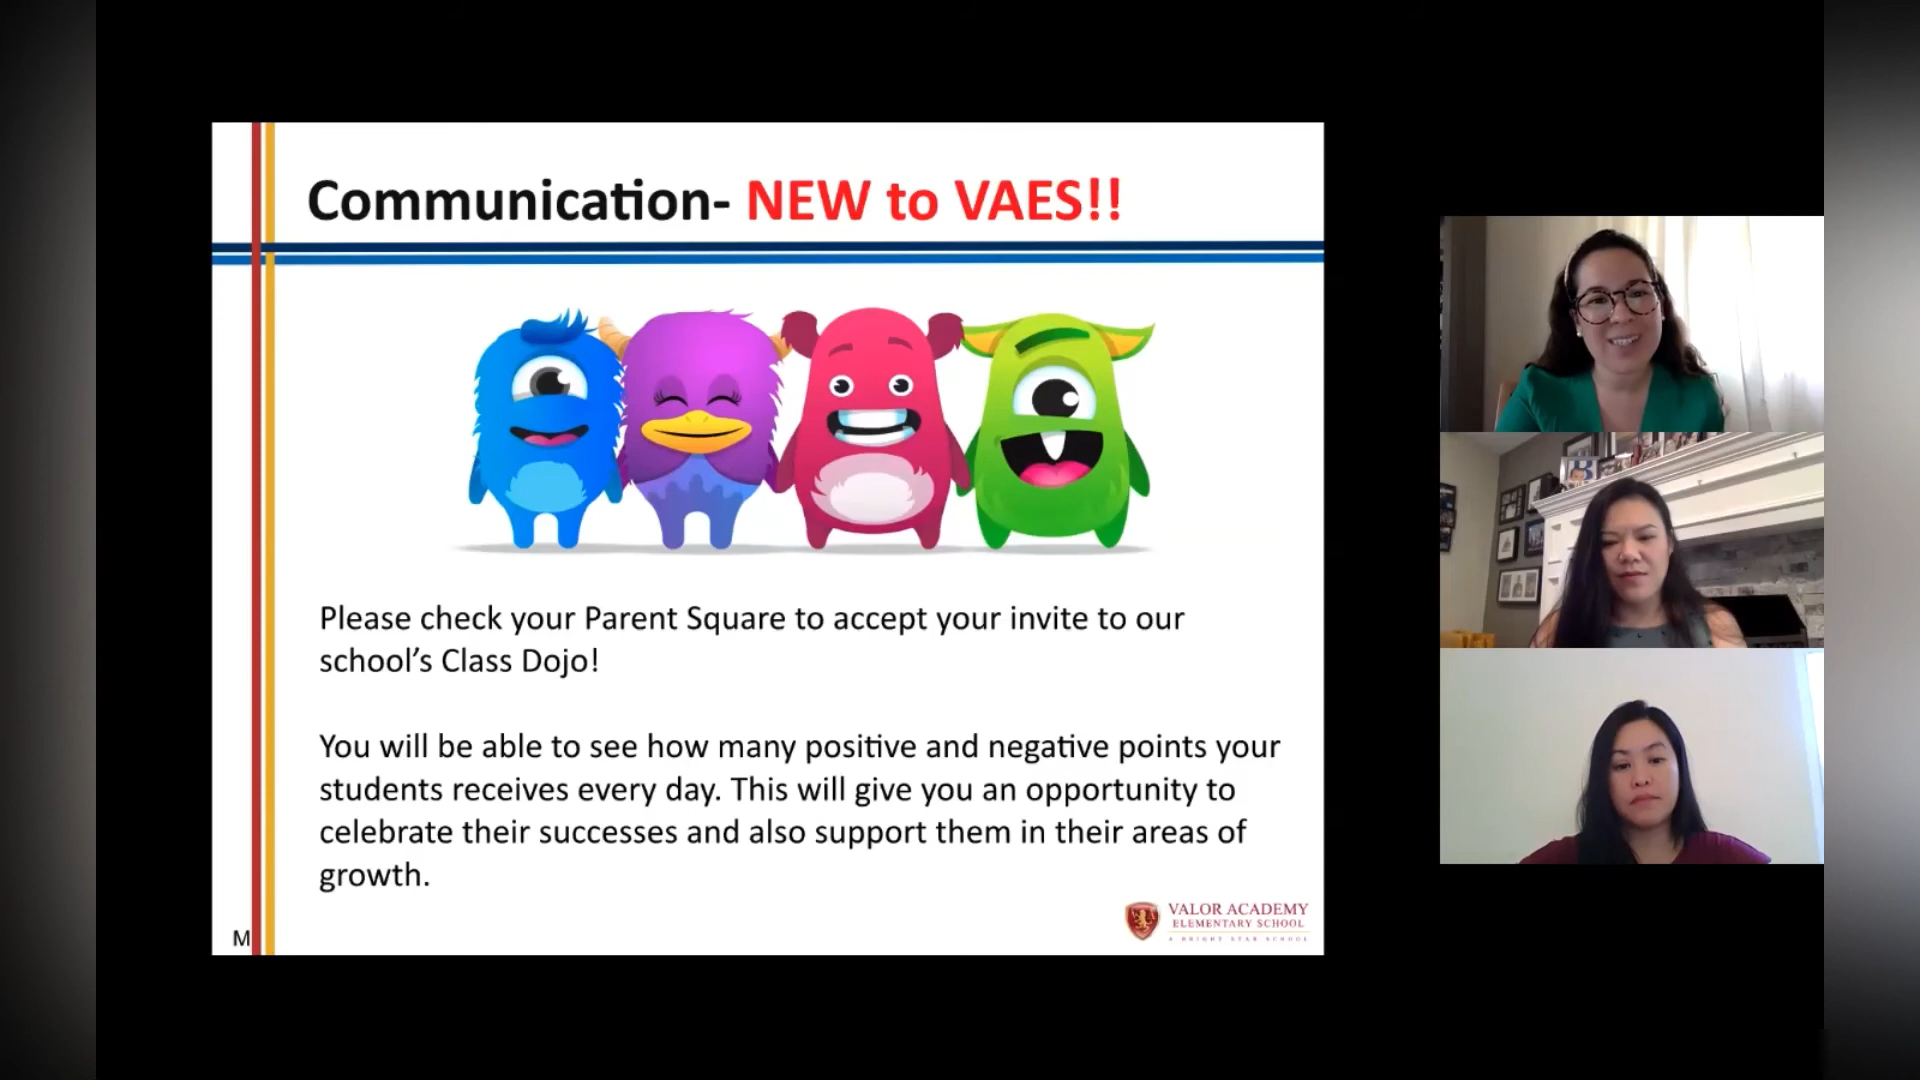 Communication- NEW to VAES!!
Please check your Parent Square to accept your invite to our
school’s Class Dojo!
You will be able to see how many positive and negative points your
students receives every day. This will give you an opportunity to
celebrate their successes and also support them in their areas of
growth.
M
VALOR ACADEMY
ELEMENTARY SCHOOL
A BRIGHT STAR SCHOOL